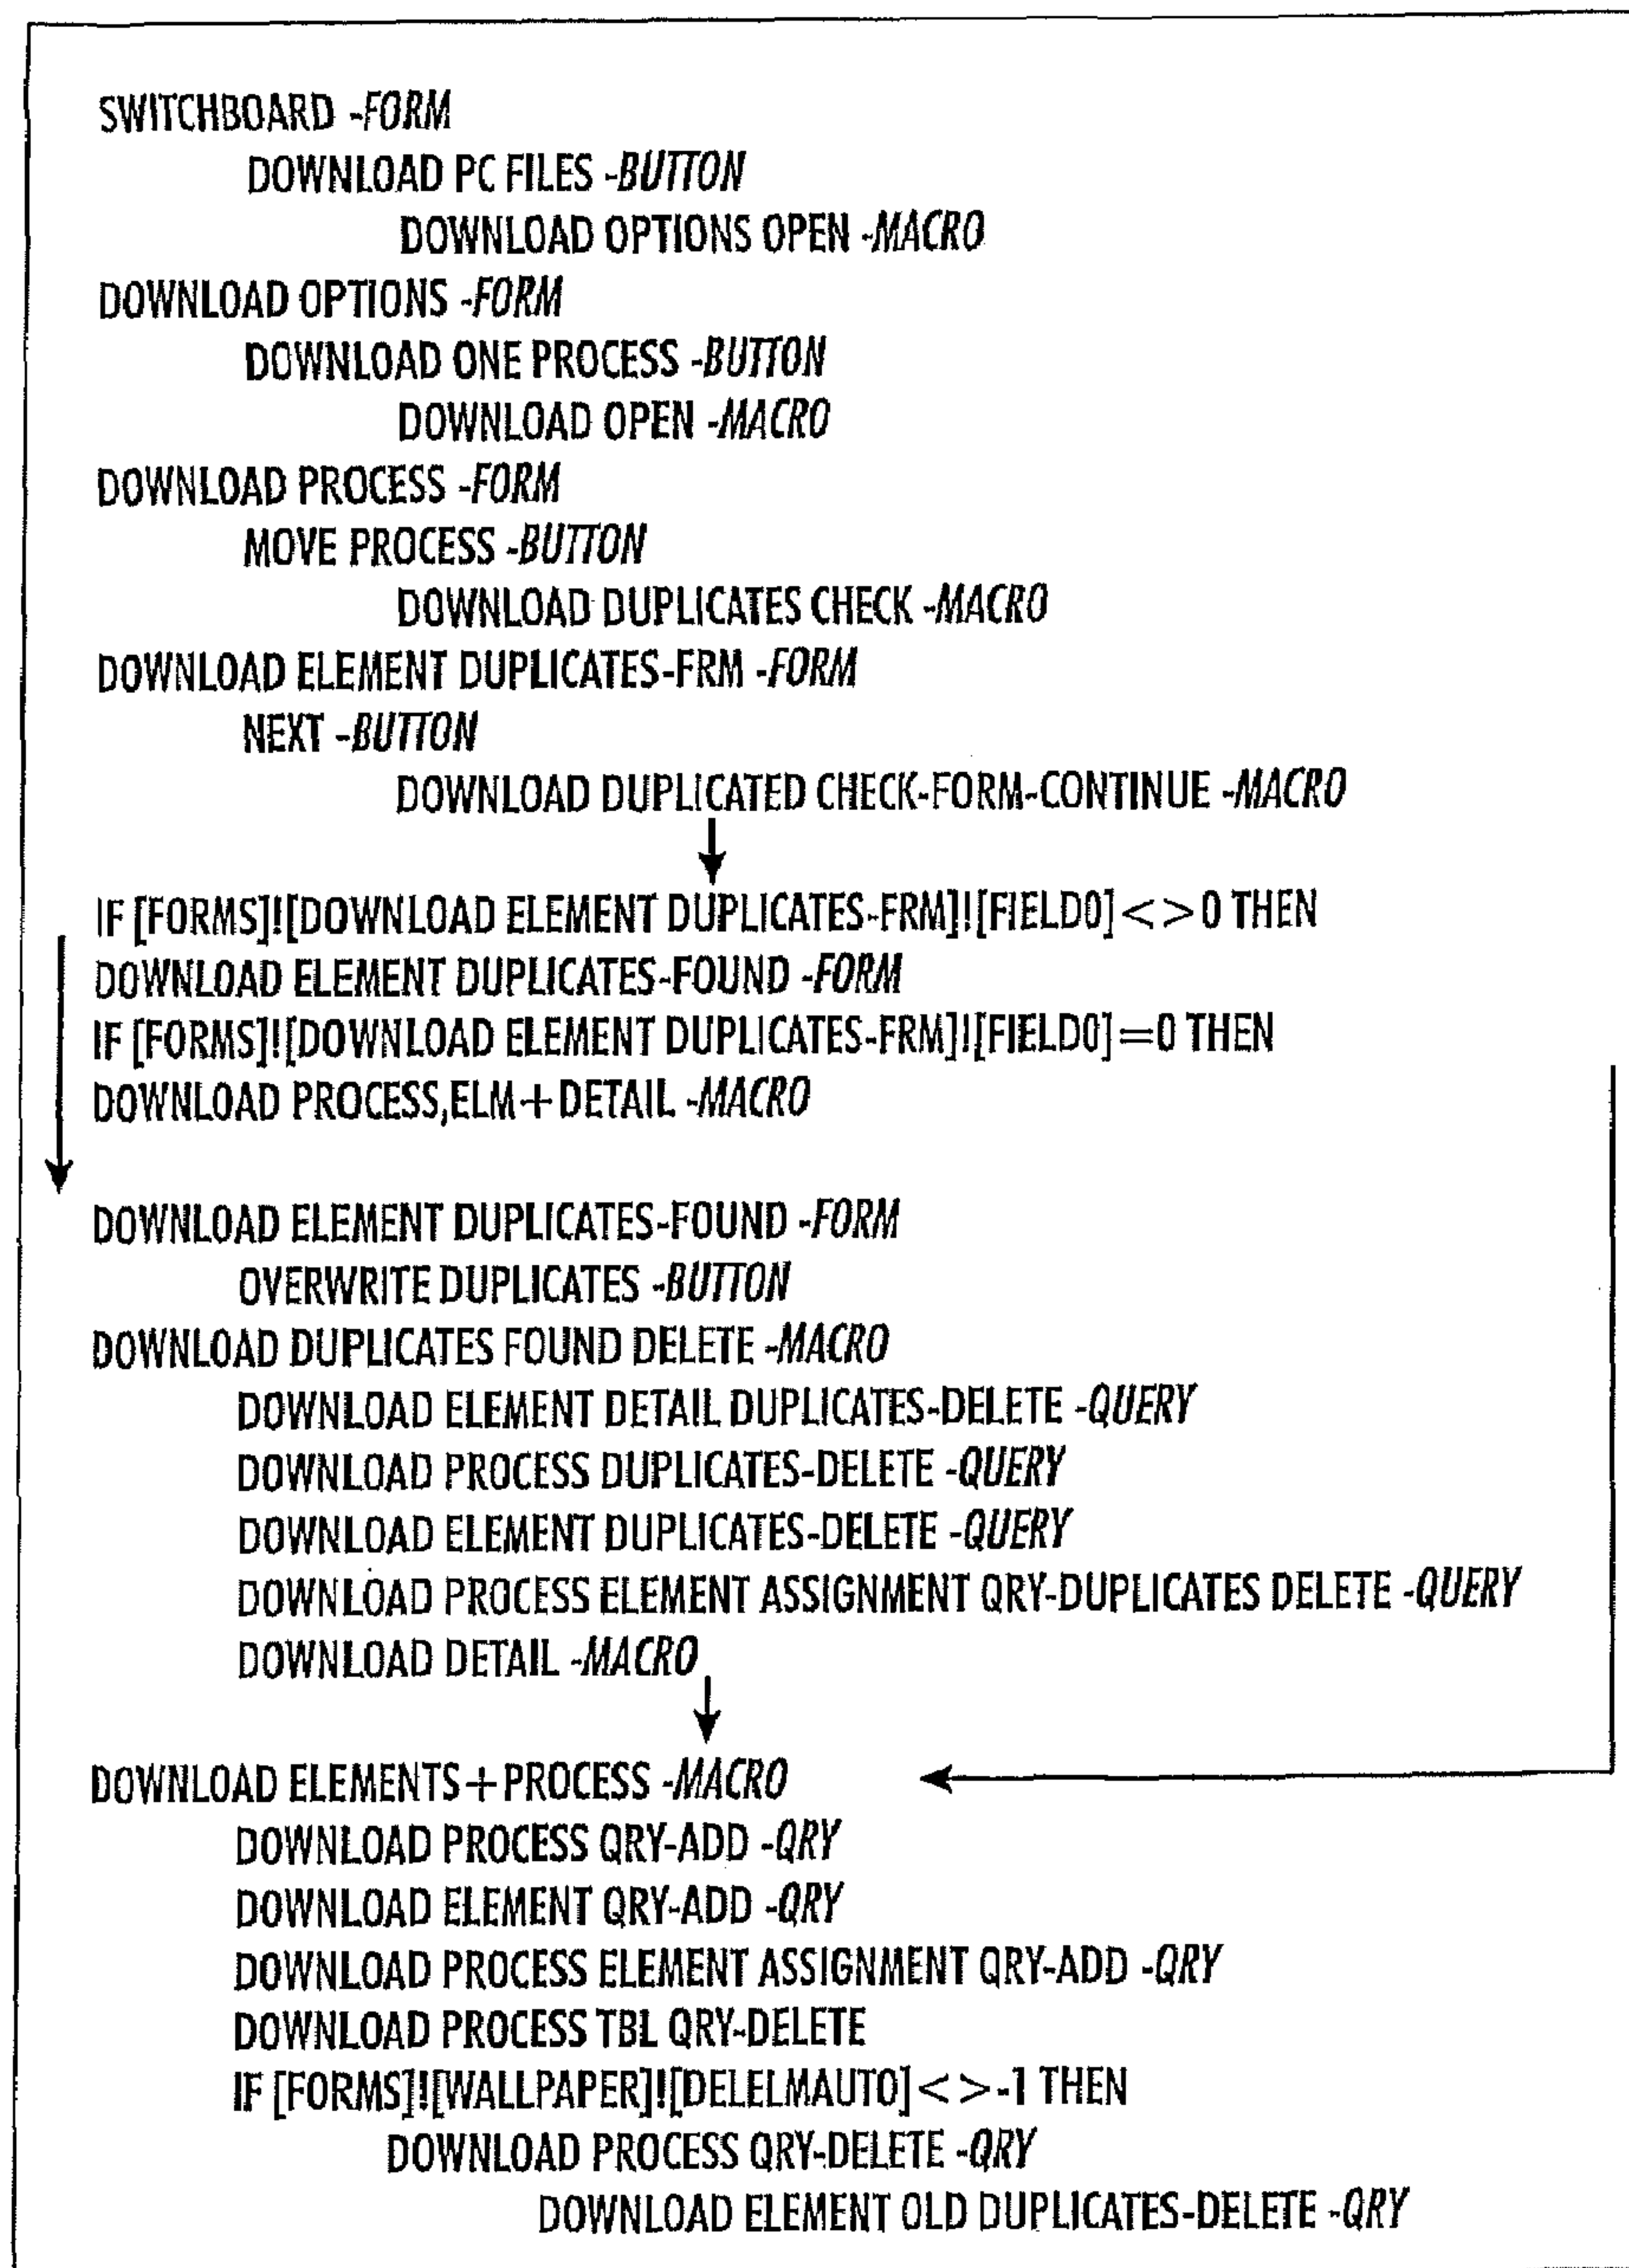 SWITCHBOARD -FORM
DOWNLOAD PC FILES -BUTTON
DOWNLOAD OPTIONS OPEN -MACRO
DOWNLOAD OPTIONS -FORM
DOWNLOAD ONE PROCESS -BUTTON
DOWNLOAD OPEN -MACRO
DOWNLOAD PROCESS -FORM
MOVE PROCESS -BUTTON
DOWNLOAD DUPLICATES CHECK -MACRO
DOWNLOAD ELEMENT DUPLICATES-FRM -FORM
NEXT -BUTTON
DOWNLOAD DUPLICATED CHECK-FORM-CONTINUE -MACRO
IF [FORMS]![DOWNLOAD ELEMENT DUPLICATES-FRM]![FIELD0]<>0 THEN
DOWNLOAD ELEMENT DUPLICATES-FOUND -FORM
IF [FORMS]![DOWNLOAD ELEMENT DUPLICATES-FRM]![FIELD0]=0 THEN
DOWNLOAD PROCESS,ELM+DETAIL -MACRO
DOWNLOAD ELEMENT DUPLICATES-FOUND -FORM
OVERWRITE DUPLICATES -BUTTON
DOWNLOAD DUPLICATES FOUND DELETE -MACRO
DOWNLOAD ELEMENT DETAIL DUPLICATES-DELETE -QUERY
DOWNLOAD PROCESS DUPLICATES-DELETE -QUERY
DOWNLOAD ELEMENT DUPLICATES-DELETE -QUERY
DOWNLOAD PROCESS ELEMENT ASSIGNMENT QRY-DUPLICATES DELETE -QUERY
DOWNLOAD DETAIL -MACRO
DOWNLOAD ELEMENTS+PROCESS -MACRO
DOWNLOAD PROCESS QRY-ADD -QRY
DOWNLOAD ELEMENT QRY-ADD -QRY
DOWNLOAD PROCESS ELEMENT ASSIGNMENT QRY-ADD -QRY
DOWNLOAD PROCESS TBL QRY-DELETE
IF [FORMS]![WALLPAPER]![DELELMAUTO]<>-1 THEN
DOWNLOAD PROCESS QRY-DELETE -QRY
DOWNLOAD ELEMENT OLD DUPLICATES-DELETE -QRY